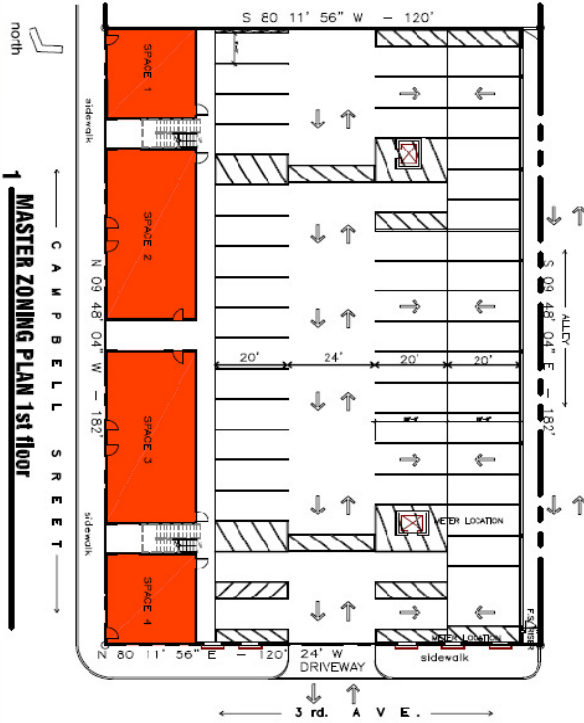 S 80 11' 56" W - 120'
north
SPACE 1
sidewalk
1 MASTER ZONING PLAN 1st floor
C A M P B E L L S R E E T
N 09 48' 04" W - 182'
SPACE 2
ALLEY
S 09 48' 04" E - 182'
20'
24'
20'
20'
SPACE 3
METER LOCATION
sidewalk
SPACE 4
METER LOCATION
N 80 11' 56" E - 120' 24' W
DRIVEWAY
sidewalk
3 rd. A V E.